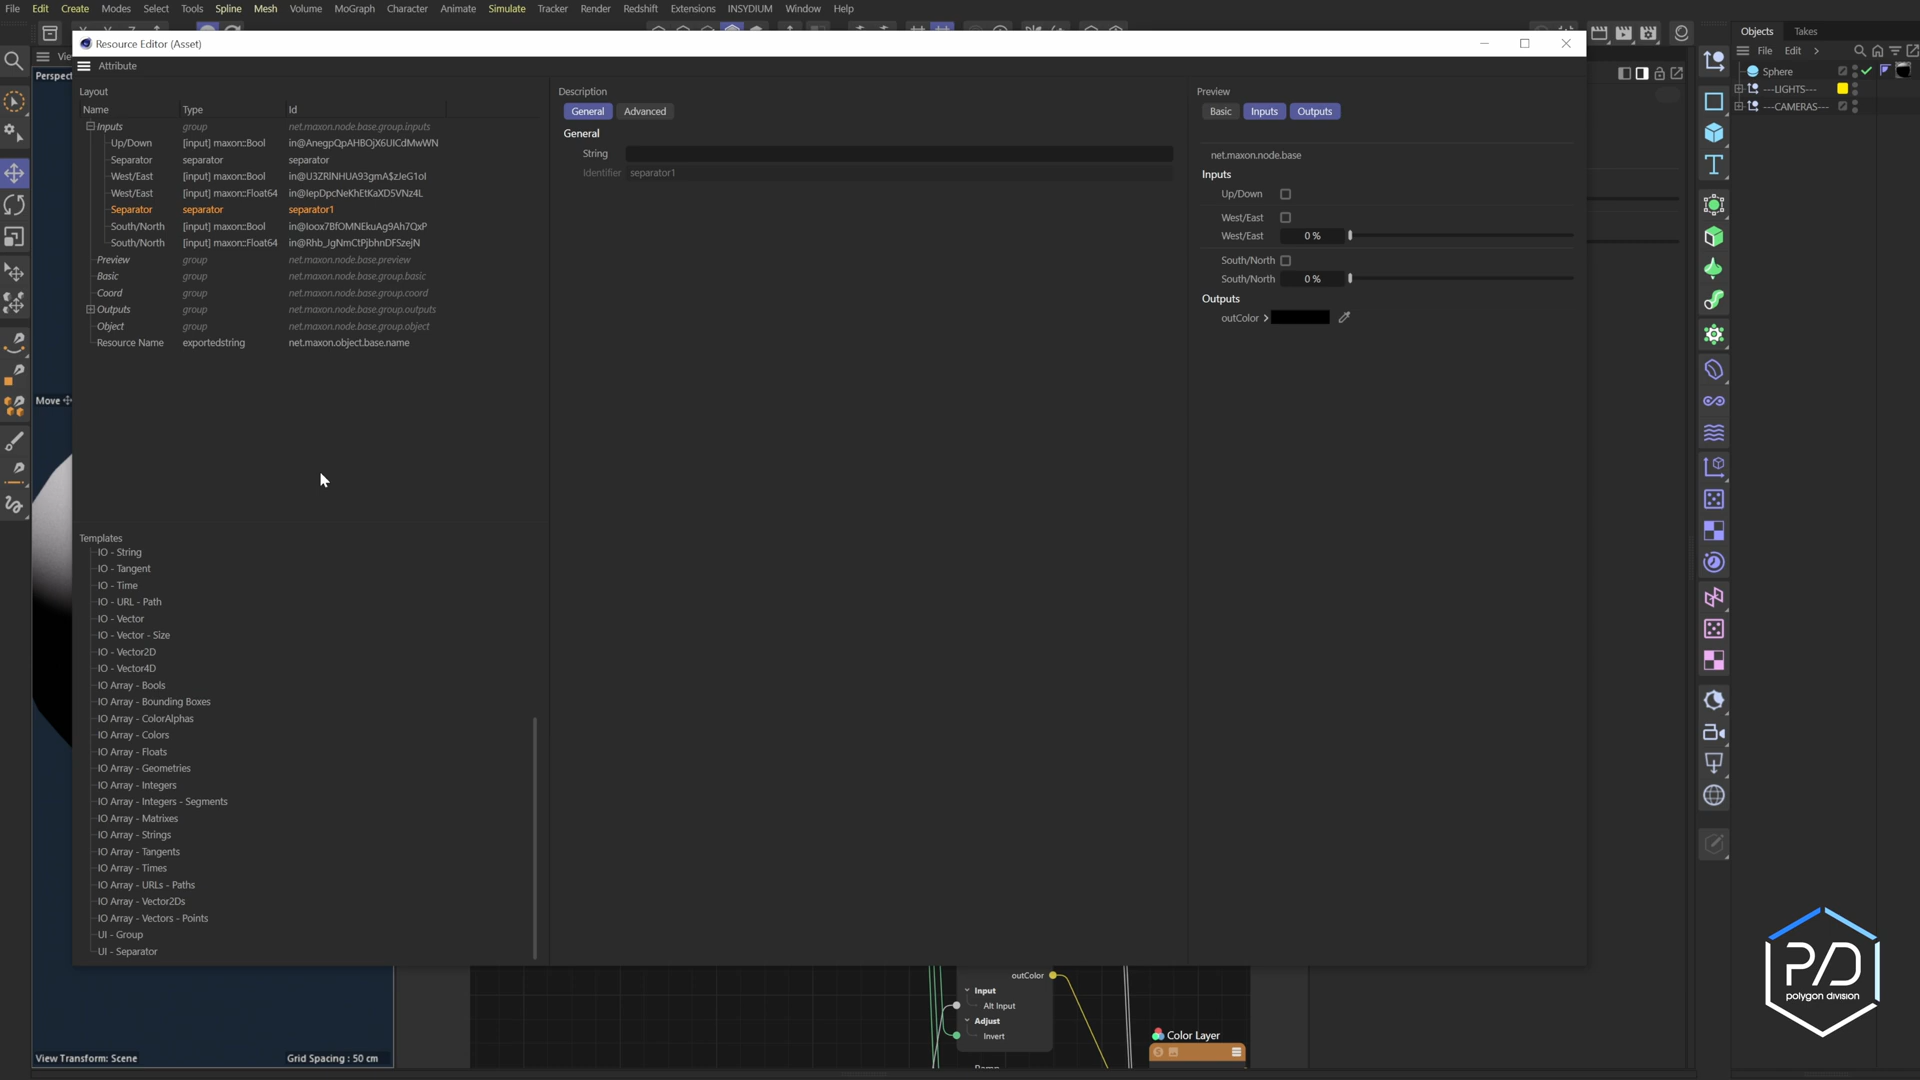 File Edit Create Modes Select Tools Spline Mesh Volume MoGraph Character Animate Simulate Tracker Render Redshift Extensions INSYDIUM Window Help
Resource Editor (Asset)
Attribute
Objects Takes
File Edit
Sphere
---LIGHTS---
---CAMERAS---
Perspect
Move
Layout
Name Type Id
Inputs group net.maxon.node.base.group.inputs
Up/Down [input] maxon::Bool
Separator separator separator
West/East [input] maxon::Bool
West/East [input] maxon::Float64
Separator separator separator1
South/North [input] maxon::Bool
South/North [input] maxon::Float64
Preview group net.maxon.node.base.preview
Basic group net.maxon.node.base.group.basic
Coord group net.maxon.node.base.group.coord
Outputs group net.maxon.node.base.group.outputs
Object group net.maxon.node.base.group.object
Resource Name exportedstring net.maxon.object.base.name
Templates
IO - String
IO - Tangent
IO - Time
IO - URL - Path
IO - Vector
IO - Vector - Size
IO - Vector2D
IO - Vector4D
IO Array - Bools
IO Array - Bounding Boxes
IO Array - ColorAlphas
IO Array - Colors
IO Array - Floats
IO Array - Geometries
IO Array - Integers
IO Array - Integers - Segments
IO Array - Matrixes
IO Array - Strings
IO Array - Tangents
IO Array - Times
IO Array - URLs - Paths
IO Array - Vector2Ds
IO Array - Vectors - Points
UI - Group
UI - Separator
Description
General Advanced
General
String
Identifier separator1
Preview
Basic Inputs Outputs
net.maxon.node.base
Inputs
Up/Down
West/East
West/East 0 %
South/North
South/North 0 %
Outputs
outColor
outColor
Input
Alt Input
Adjust
Invert
Color Layer
View Transform: Scene
Grid Spacing : 50 cm
P/D
polygon division